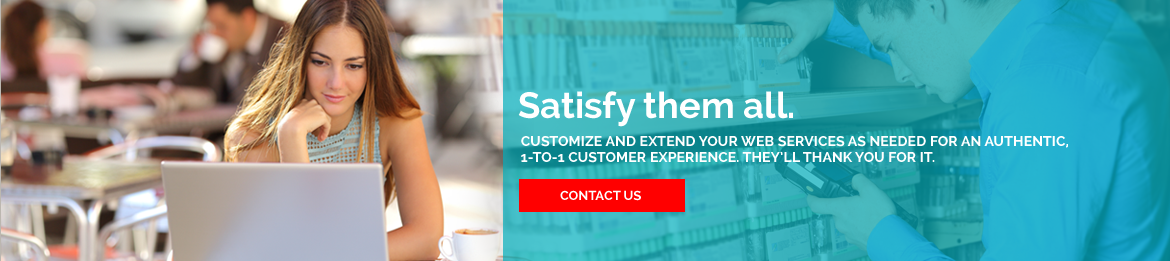 Satisfy them all.
CUSTOMIZE AND EXTEND YOUR WEB SERVICES AS NEEDED FOR AN AUTHENTIC,
1-TO-1 CUSTOMER EXPERIENCE. THEY'LL THANK YOU FOR IT.
CONTACT US